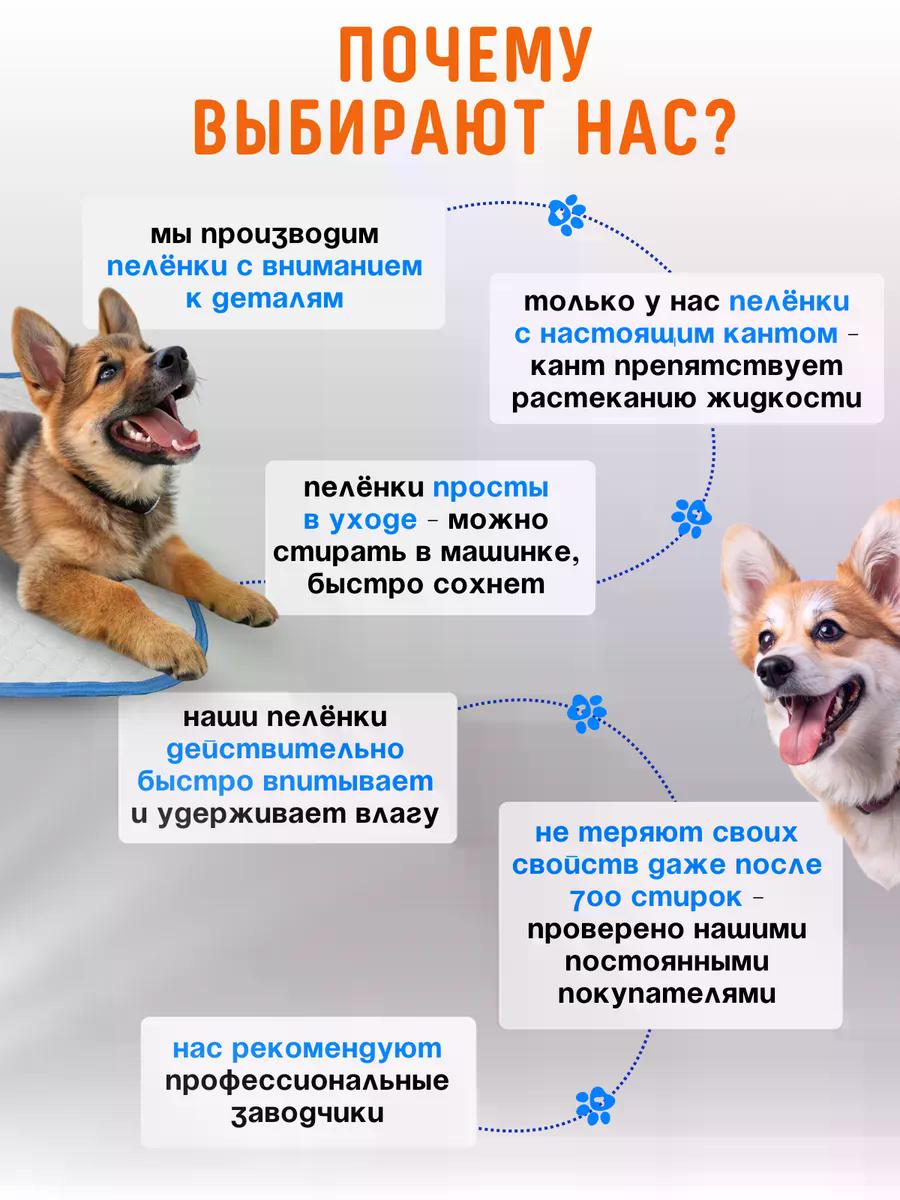 ПОЧЕМУ
ВЫБИРАЮТ НАС?
мы производим
пелёнки с вниманием
к деталям
только у нас пелёнки
с настоящим кантом -
кант препятствует
растеканию жидкости
пелёнки просты
в уходе - можно
стирать в машинке,
быстро сохнет
наши пелёнки
действительно
быстро впитывает
и удерживает влагу
не теряют своих
свойств даже после
700 стирок -
проверено нашими
постоянными
покупателями
нас рекомендуют
профессиональные
заводчики